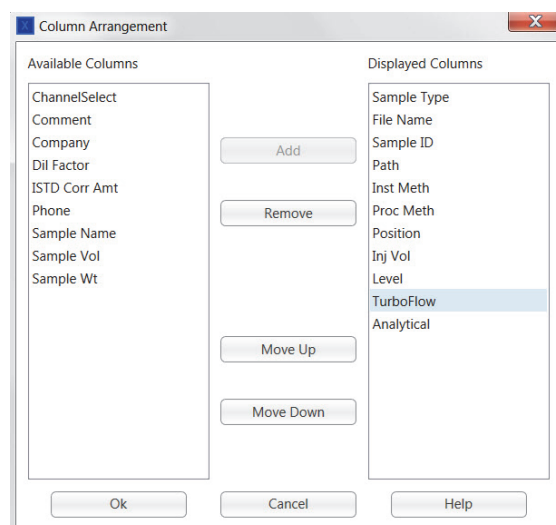 Column Arrangement
Available Columns
ChannelSelect
Comment
Company
Dil Factor
ISTD Corr Amt
Phone
Sample Name
Sample Vol
Sample Wt
Add
Remove
Move Up
Move Down
Displayed Columns
Sample Type
File Name
Sample ID
Path
Inst Meth
Proc Meth
Position
Inj Vol
Level
TurboFlow
Analytical
Ok
Cancel
Help